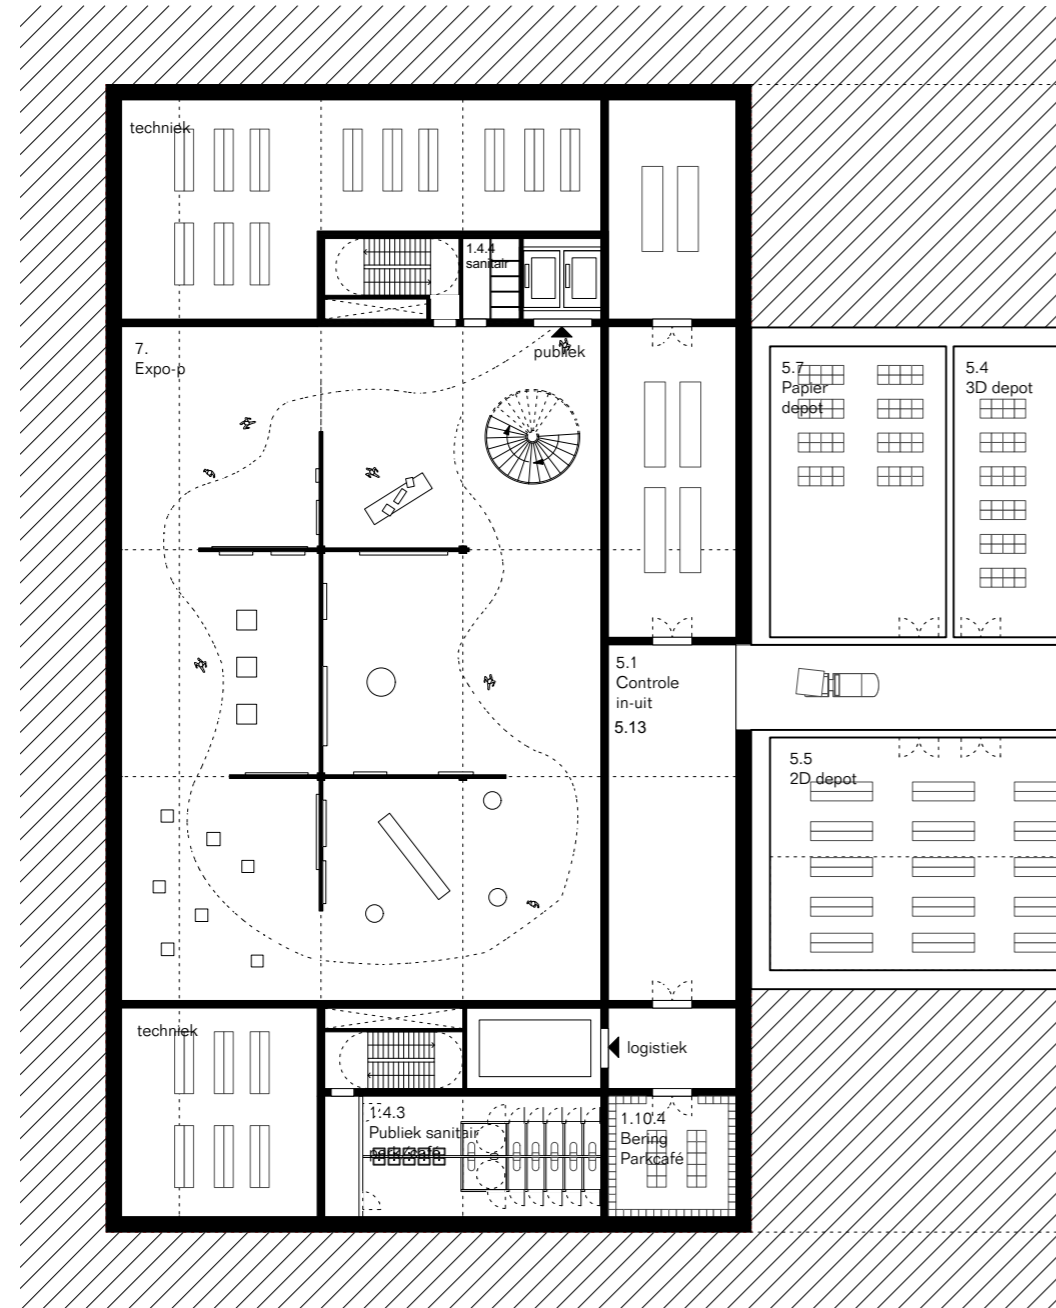 techniek
1.4.4
sanitair
7.
Expo-p
publiek
5.7
Papier
depot
5.4
3D depot
5.1
Controle
in-uit
5.13
5.5
2D depot
techniek
logistiek
1.4.3
Publiek sanitair
parkcafé
1.10.4
Bering
Parkcafé